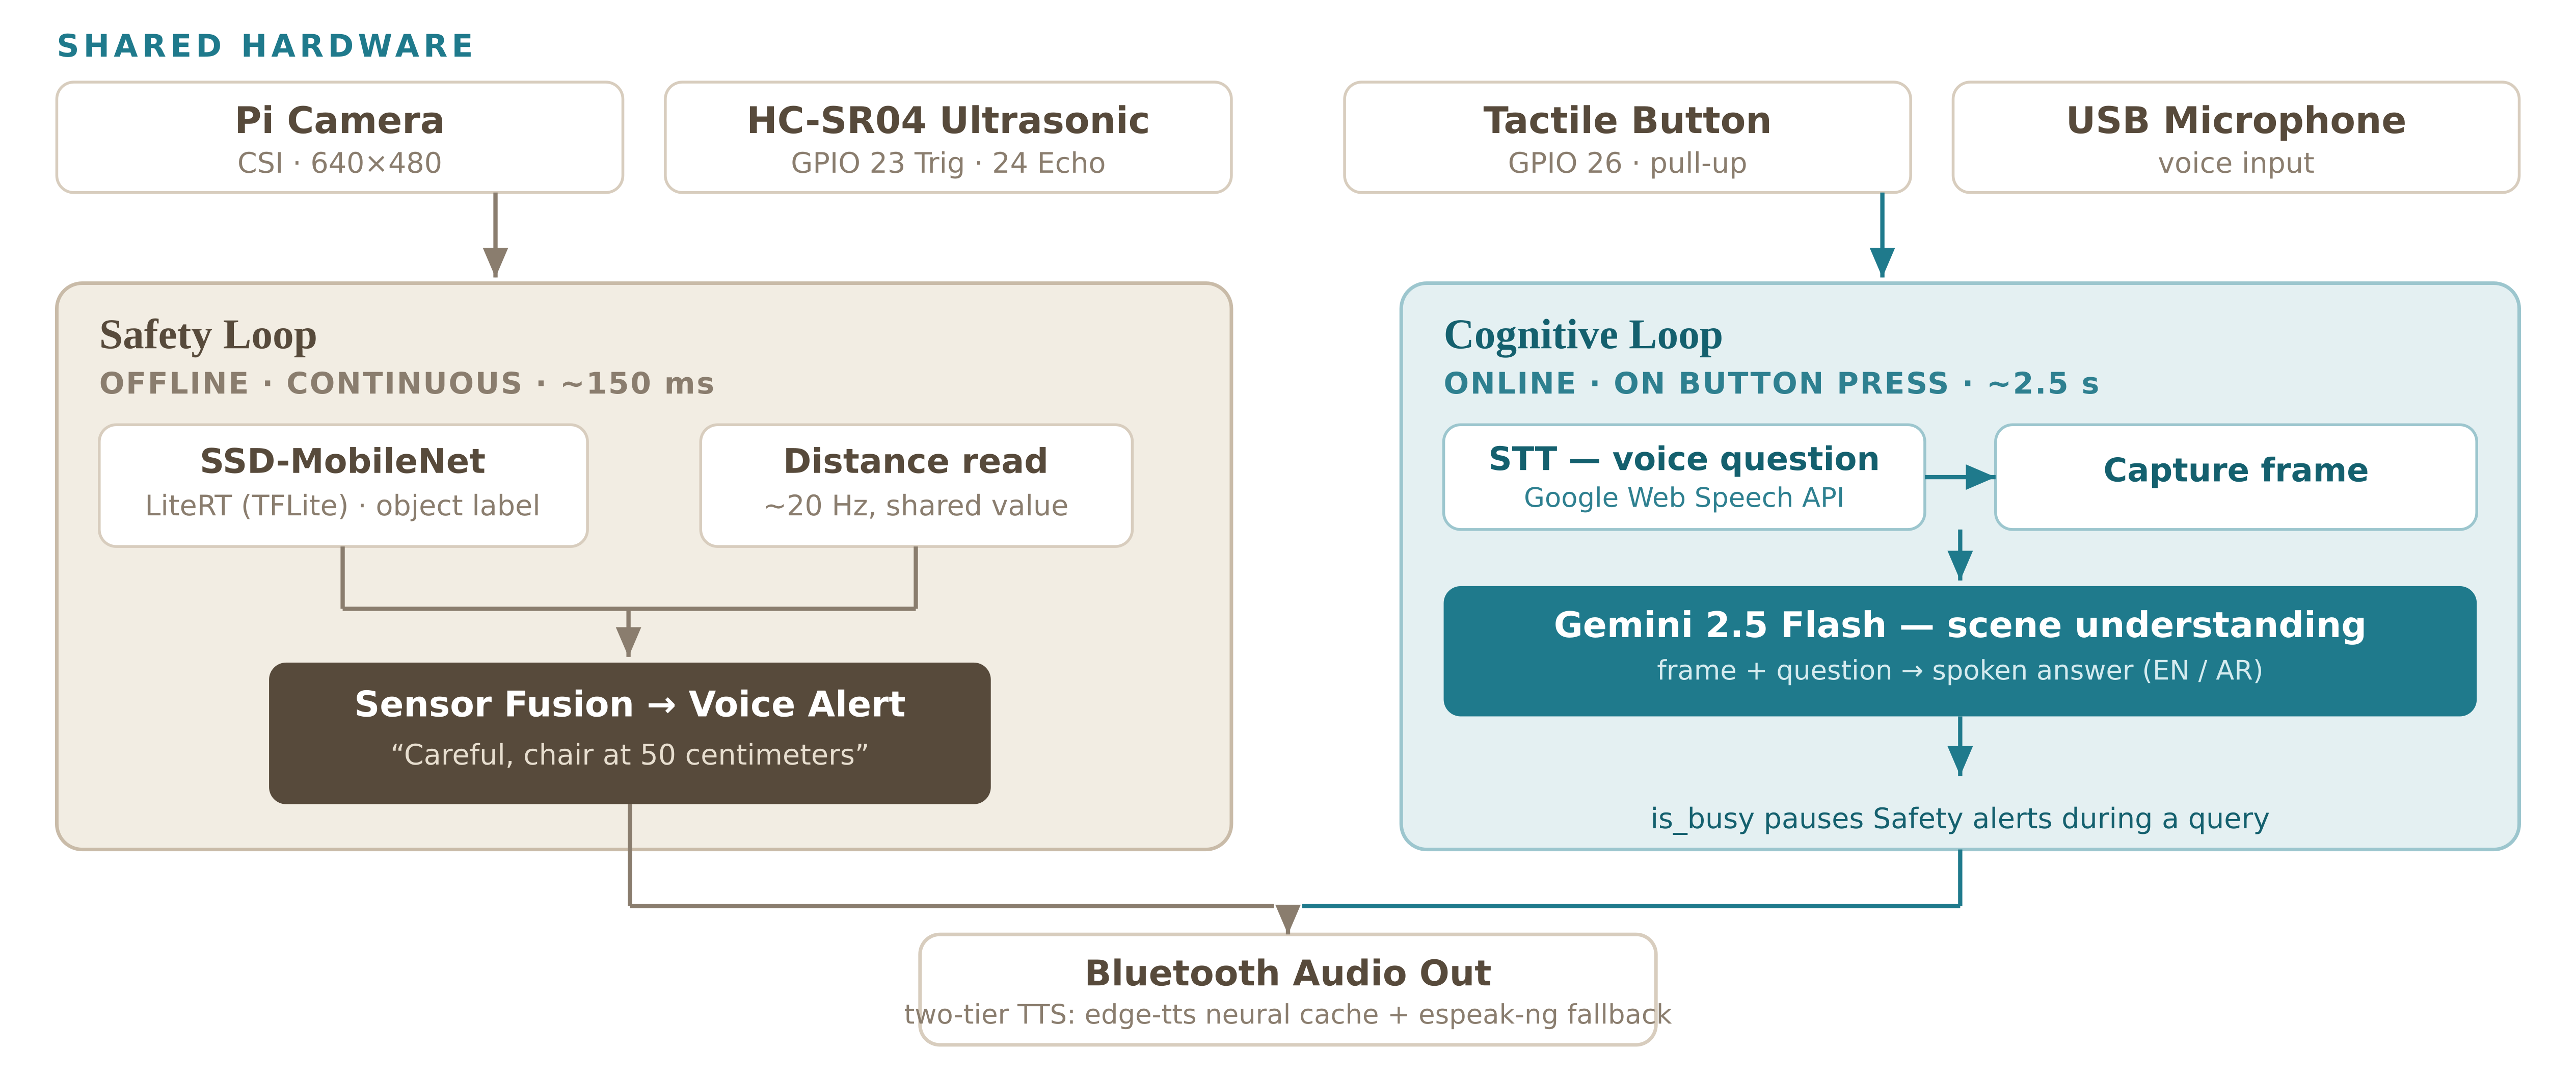 SHARED HARDWARE
Pi Camera
CSI · 640×480
HC-SR04 Ultrasonic
GPIO 23 Trig · 24 Echo
Tactile Button
GPIO 26 · pull-up
USB Microphone
voice input
Safety Loop
OFFLINE · CONTINUOUS · ~150 ms
SSD-MobileNet
LiteRT (TFLite) · object label
Distance read
~20 Hz, shared value
Sensor Fusion → Voice Alert
“Careful, chair at 50 centimeters”
Cognitive Loop
ONLINE · ON BUTTON PRESS · ~2.5 s
STT — voice question
Google Web Speech API
Capture frame
Gemini 2.5 Flash — scene understanding
frame + question → spoken answer (EN / AR)
is_busy pauses Safety alerts during a query
Bluetooth Audio Out
two-tier TTS: edge-tts neural cache + espeak-ng fallback